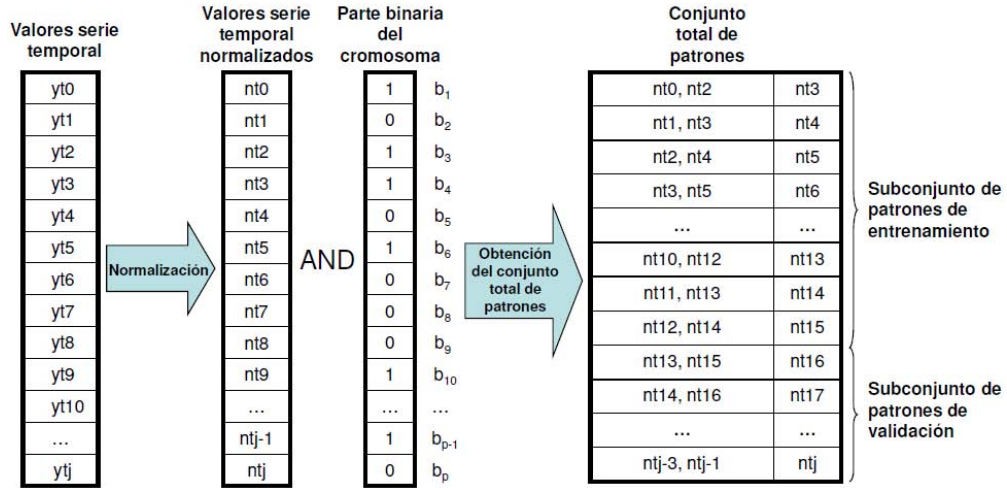 Valores serie
temporal
Valores serie
temporal
normalizados
Parte binaria
del
cromosoma
Conjunto
total de
patrones
yt0
yt1
yt2
yt3
yt4
yt5
yt6
yt7
yt8
yt9
yt10
...
ytj
Normalización
nt0
nt1
nt2
nt3
nt4
nt5
nt6
nt7
nt8
nt9
...
ntj-1
ntj
AND
1 b1
0 b2
1 b3
1 b4
0 b5
1 b6
0 b7
0 b8
0 b9
1 b10
... ...
1 bp-1
0 bp
Obtención
del conjunto
total de
patrones
nt0, nt2 nt3
nt1, nt3 nt4
nt2, nt4 nt5
nt3, nt5 nt6
... ...
nt10, nt12 nt13
nt11, nt13 nt14
nt12, nt14 nt15
nt13, nt15 nt16
nt14, nt16 nt17
... ...
ntj-3, ntj-1 ntj
Subconjunto de
patrones de
entrenamiento
Subconjunto de
patrones de
validación